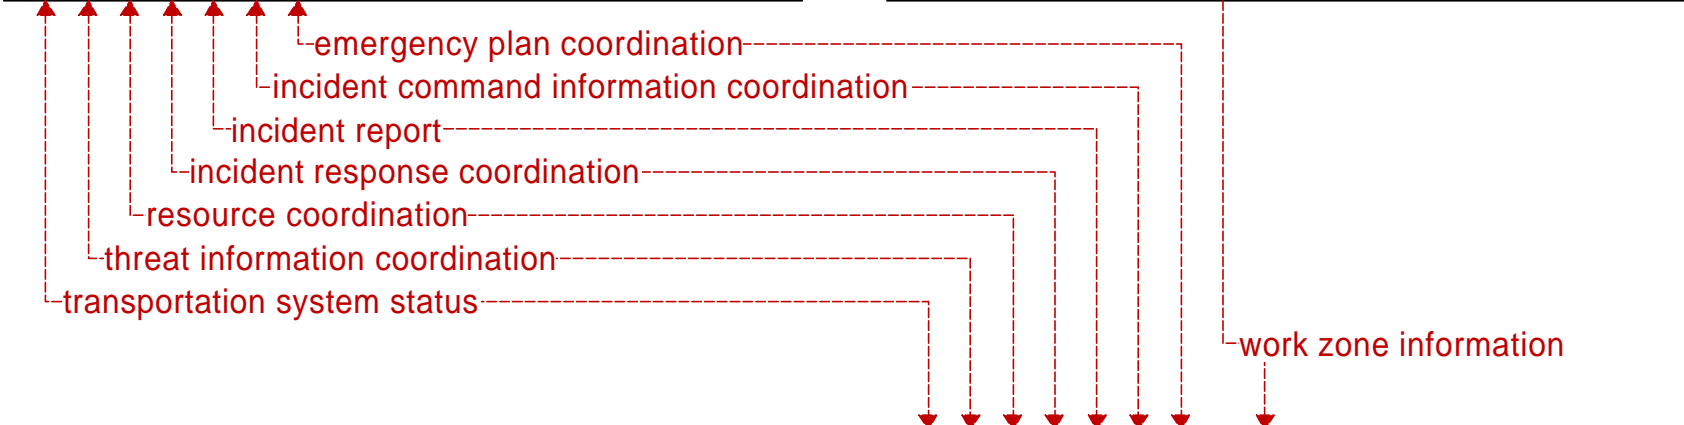 emergency plan coordination
incident command information coordination
incident report
incident response coordination
resource coordination
threat information coordination
transportation system status
work zone information